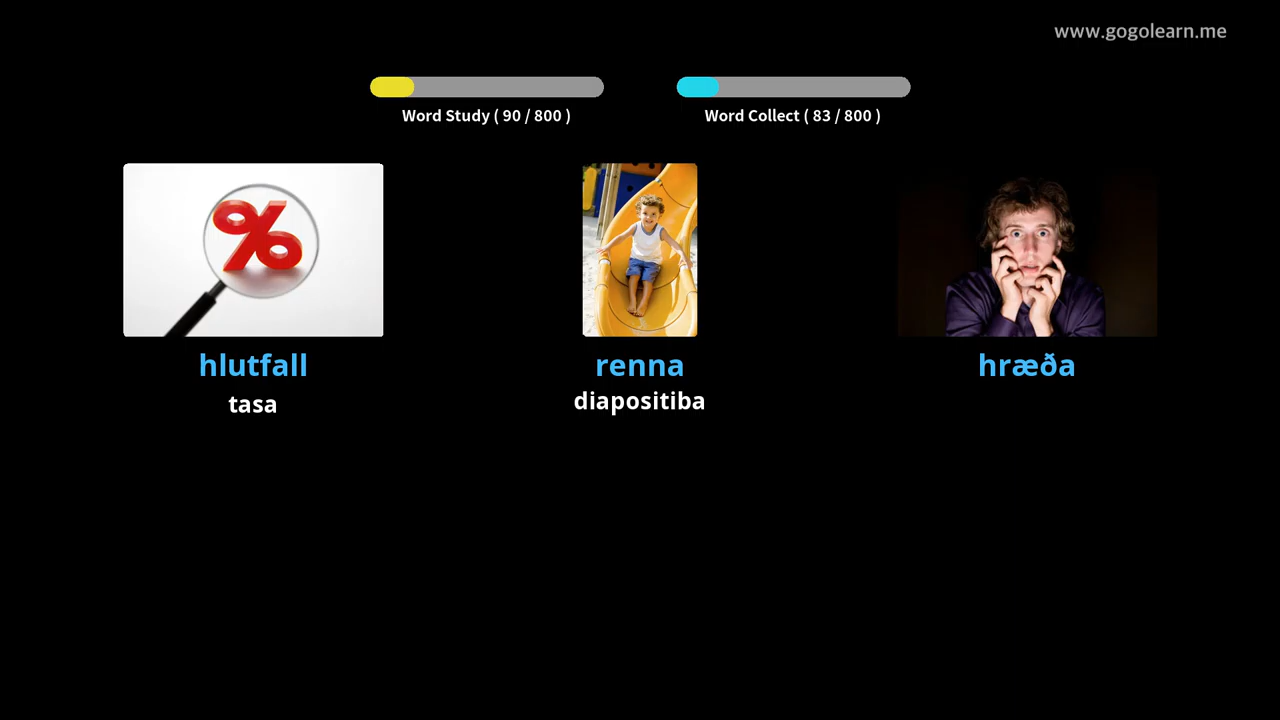 www.gogolearn.me
Word Study ( 90 / 800 )
Word Collect ( 83 / 800 )
%
hlutfall
renna
hræða
tasa
diapositiba